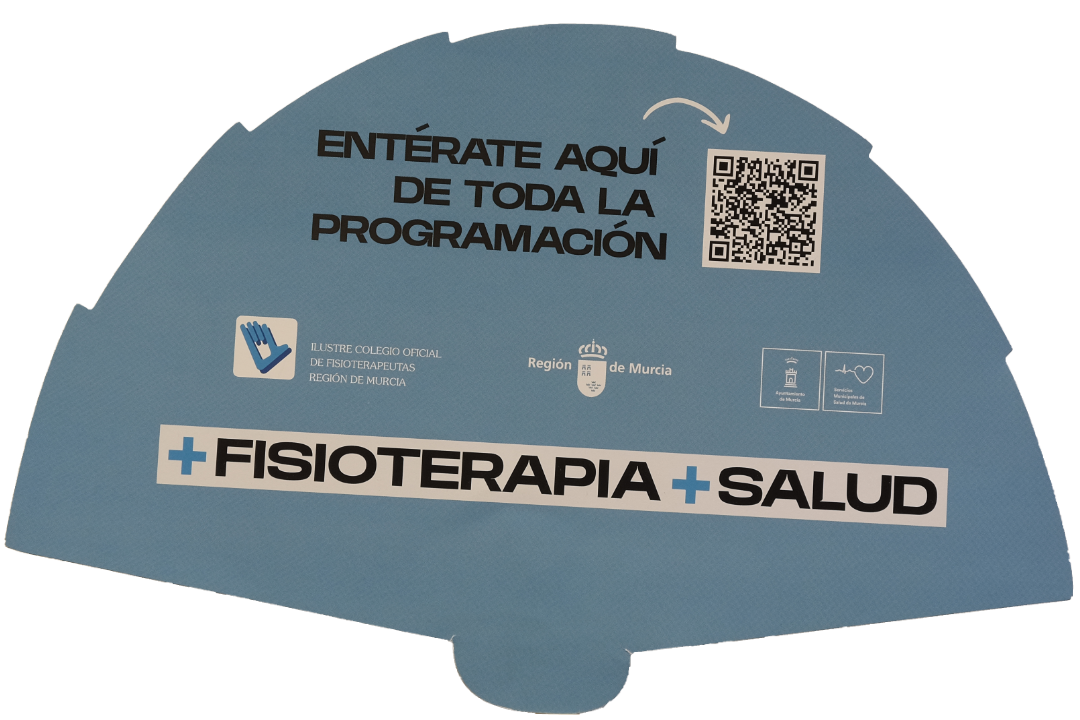 ENTÉRATE AQUÍ
DE TODA LA
PROGRAMACIÓN
ILUSTRE COLEGIO OFICIAL
DE FISIOTERAPEUTAS
REGIÓN DE MURCIA
Región de Murcia
Ayuntamiento
de Murcia
Servicios
Municipales de
Salud de Murcia
+FISIOTERAPIA +SALUD